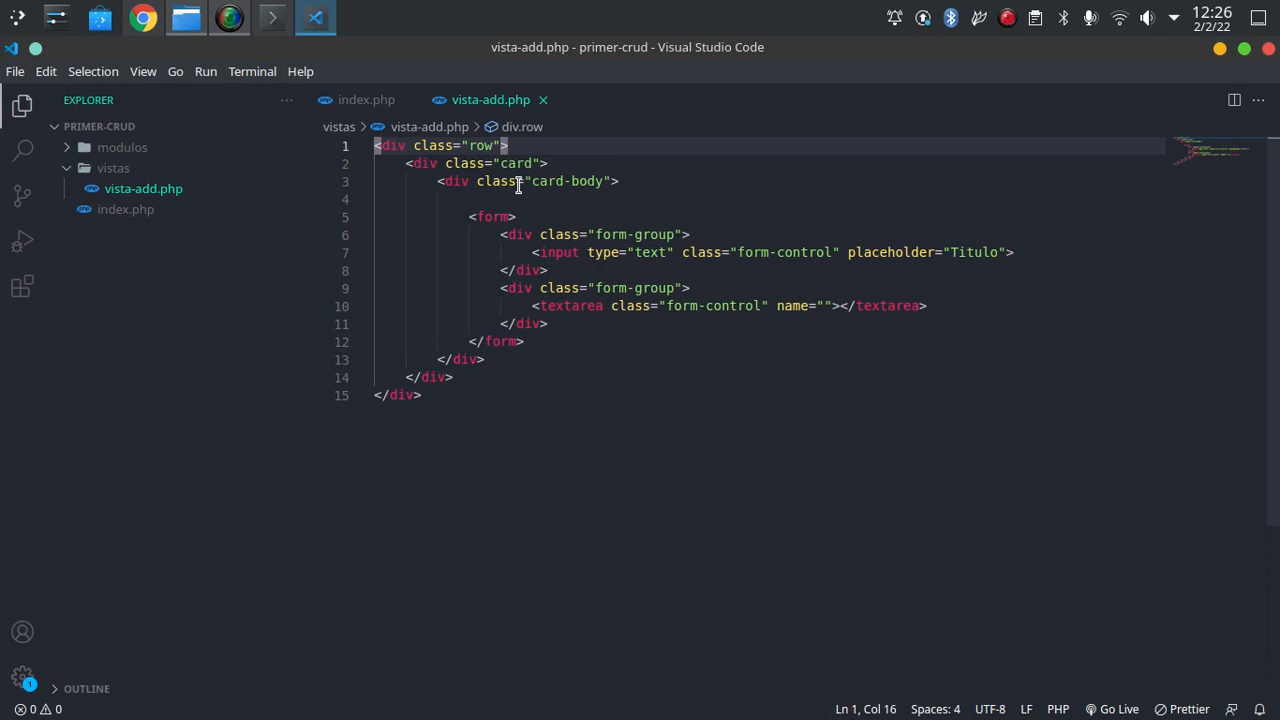 12:26
2/2/22
vista-add.php - primer-crud - Visual Studio Code
File Edit Selection View Go Run Terminal Help
EXPLORER
index.php vista-add.php
PRIMER-CRUD
vistas vista-add.php div.row
modulos
vistas
vista-add.php
index.php
1 <div class="row">
2 <div class="card">
3 <div class="card-body">
4
5 <form>
6 <div class="form-group">
7 <input type="text" class="form-control" placeholder="Titulo">
8 </div>
9 <div class="form-group">
10 <textarea class="form-control" name=""></textarea>
11 </div>
12 </form>
13 </div>
14 </div>
15 </div>
1
OUTLINE
0 0 Ln 1, Col 16 Spaces: 4 UTF-8 LF PHP Go Live Prettier